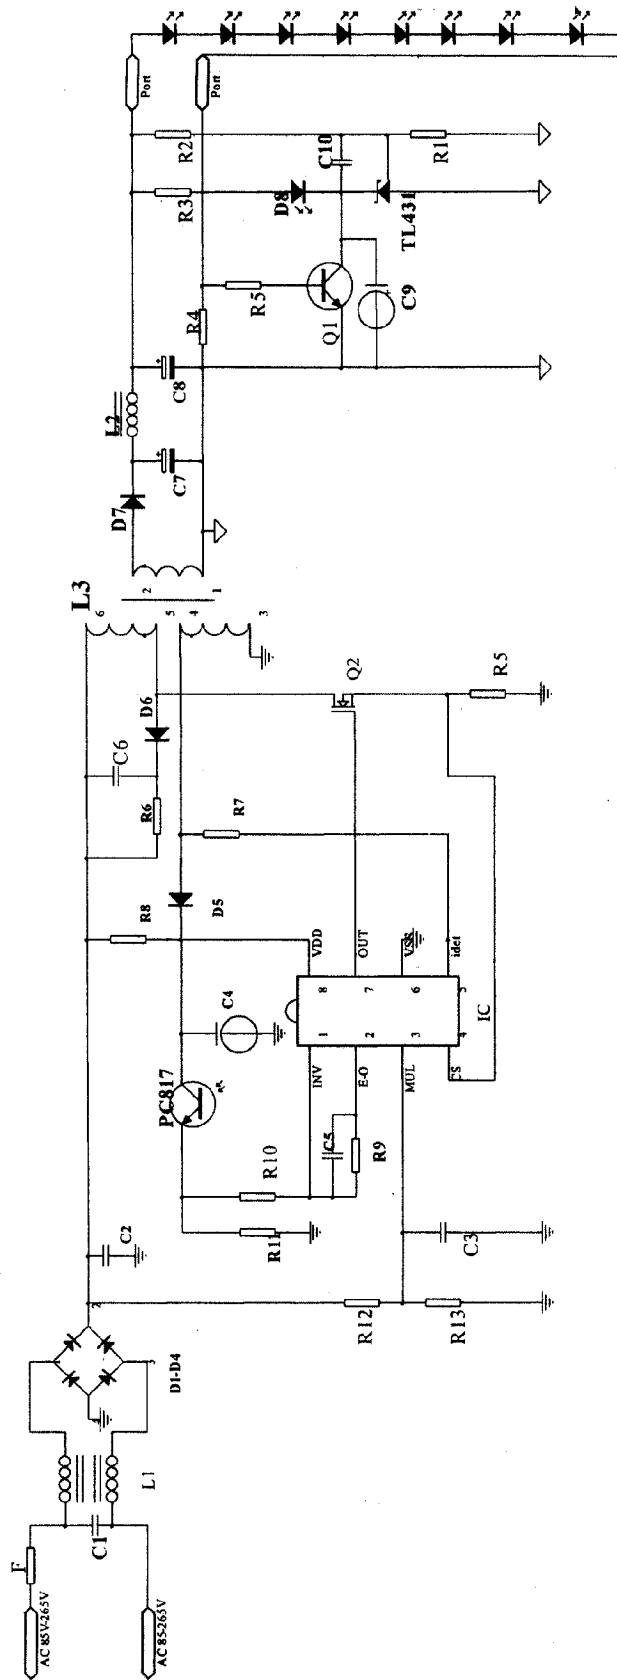 AC 85V-265V
AC 85-265V
F
C1
L1
D1-D4
2
3
C2
R12
R13
C3
R11
R10
PC817
C5
R9
C4
R8
D5
R6
C6
D6
R7
INV
E-O
MUL
CS
1
2
3
4
8
7
6
5
VDD
OUT
idet
IC
Q2
R5
L3
6
5
4
3
2
1
D7
C7
L2
C8
R4
R5
Q1
C9
R3
R2
D8
C10
TL431
R1
Port
Port